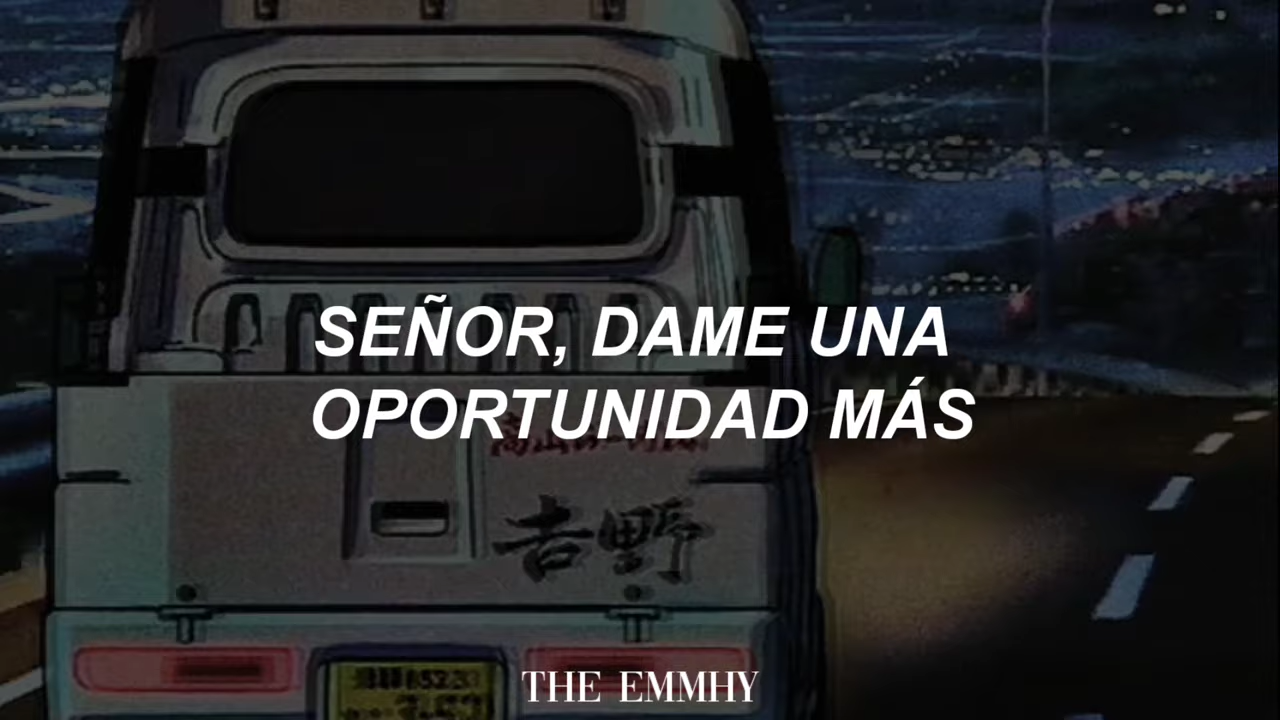 SEÑOR, DAME UNA
OPORTUNIDAD MÁS
吉野
THE EMMHY